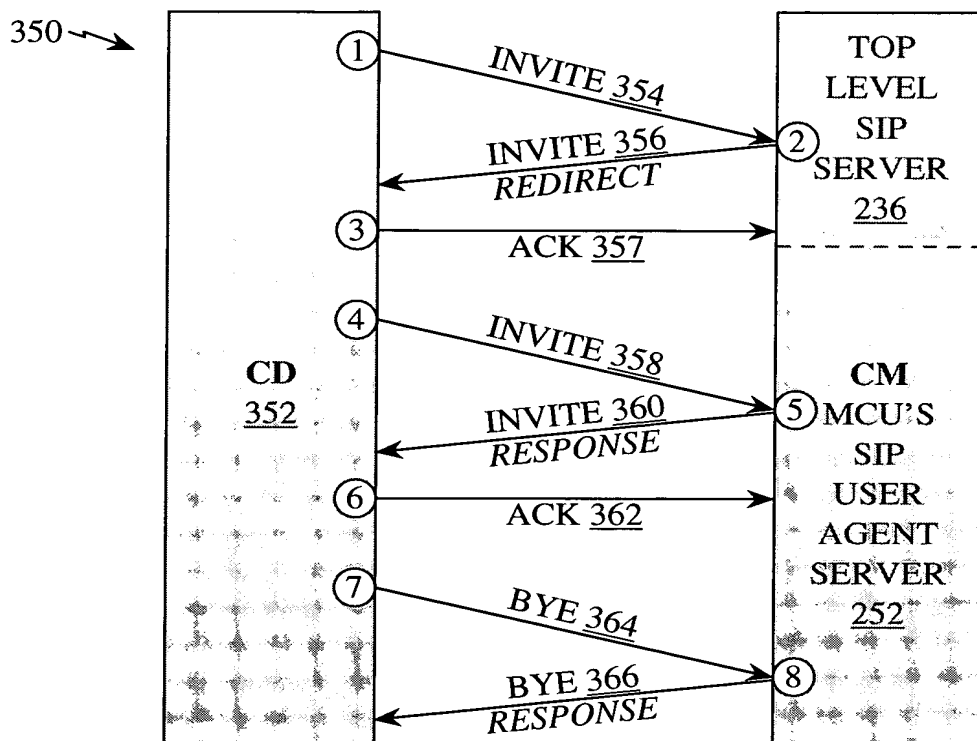 350
1
INVITE 354
TOP
LEVEL
SIP
SERVER
236
2
INVITE 356
REDIRECT
3
ACK 357
4
INVITE 358
CD
352
CM
MCU'S
SIP
USER
AGENT
SERVER
252
5
INVITE 360
RESPONSE
6
ACK 362
7
BYE 364
8
BYE 366
RESPONSE